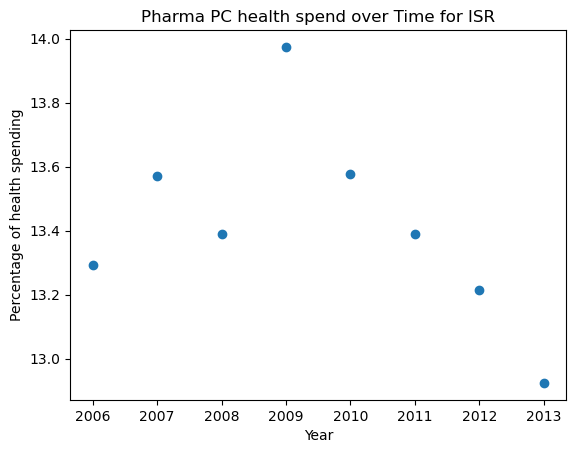 Pharma PC health spend over Time for ISR
Percentage of health spending
14.0
13.8
13.6
13.4
13.2
13.0
2006 2007 2008 2009 2010 2011 2012 2013
Year